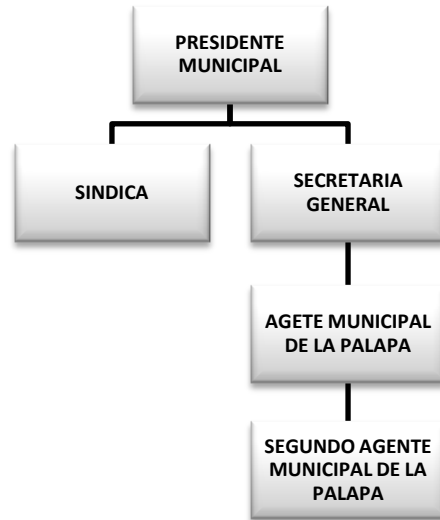 PRESIDENTE
MUNICIPAL
SINDICA
SECRETARIA
GENERAL
AGETE MUNICIPAL
DE LA PALAPA
SEGUNDO AGENTE
MUNICIPAL DE LA
PALAPA